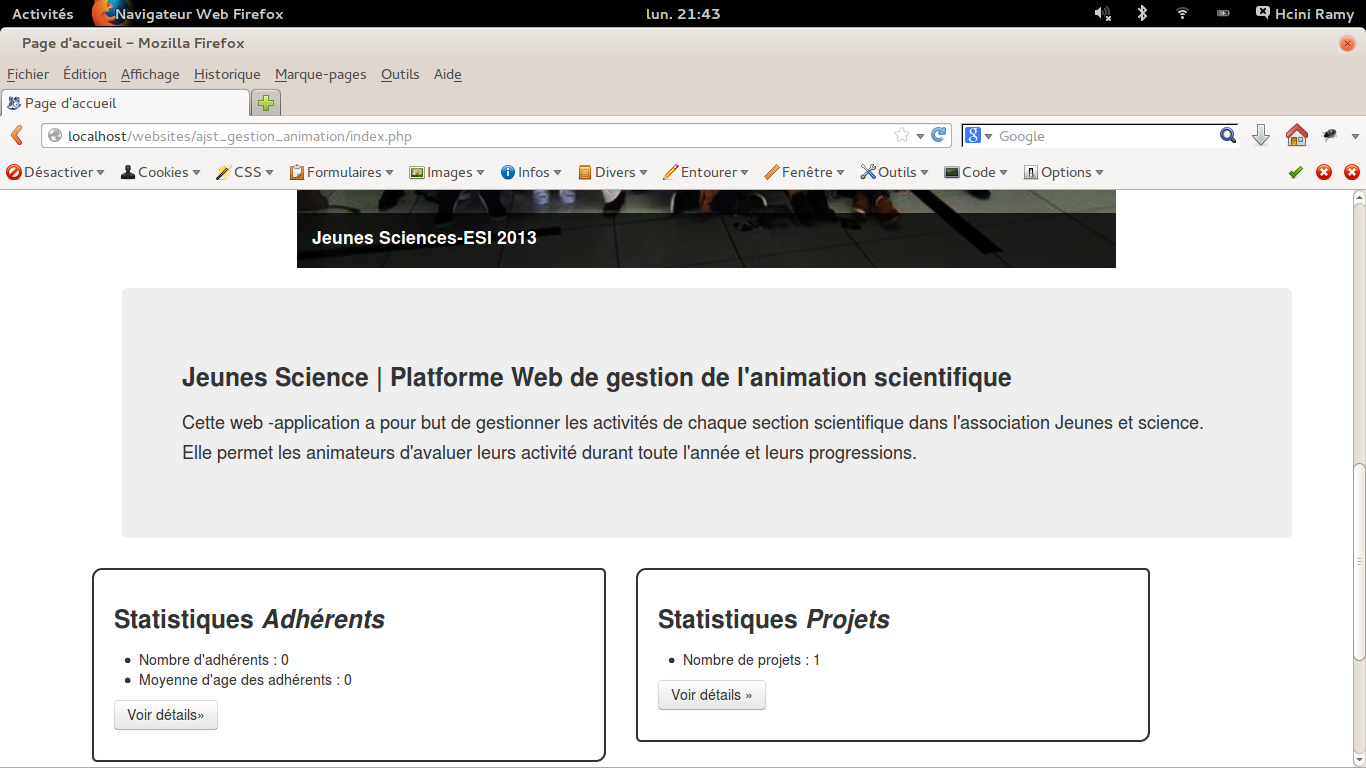 Activités Navigateur Web Firefox lun. 21:43 Hcini Ramy
Page d'accueil - Mozilla Firefox
Fichier Édition Affichage Historique Marque-pages Outils Aide
Page d'accueil
localhost/websites/ajst_gestion_animation/index.php Google
Désactiver Cookies CSS Formulaires Images Infos Divers Entourer Fenêtre Outils Code Options
Jeunes Sciences-ESI 2013
Jeunes Science | Platforme Web de gestion de l'animation scientifique
Cette web -application a pour but de gestionner les activités de chaque section scientifique dans l'association Jeunes et science.
Elle permet les animateurs d'avaluer leurs activité durant toute l'année et leurs progressions.
Statistiques Adhérents
• Nombre d'adhérents : 0
• Moyenne d'age des adhérents : 0
Voir détails»
Statistiques Projets
• Nombre de projets : 1
Voir détails »